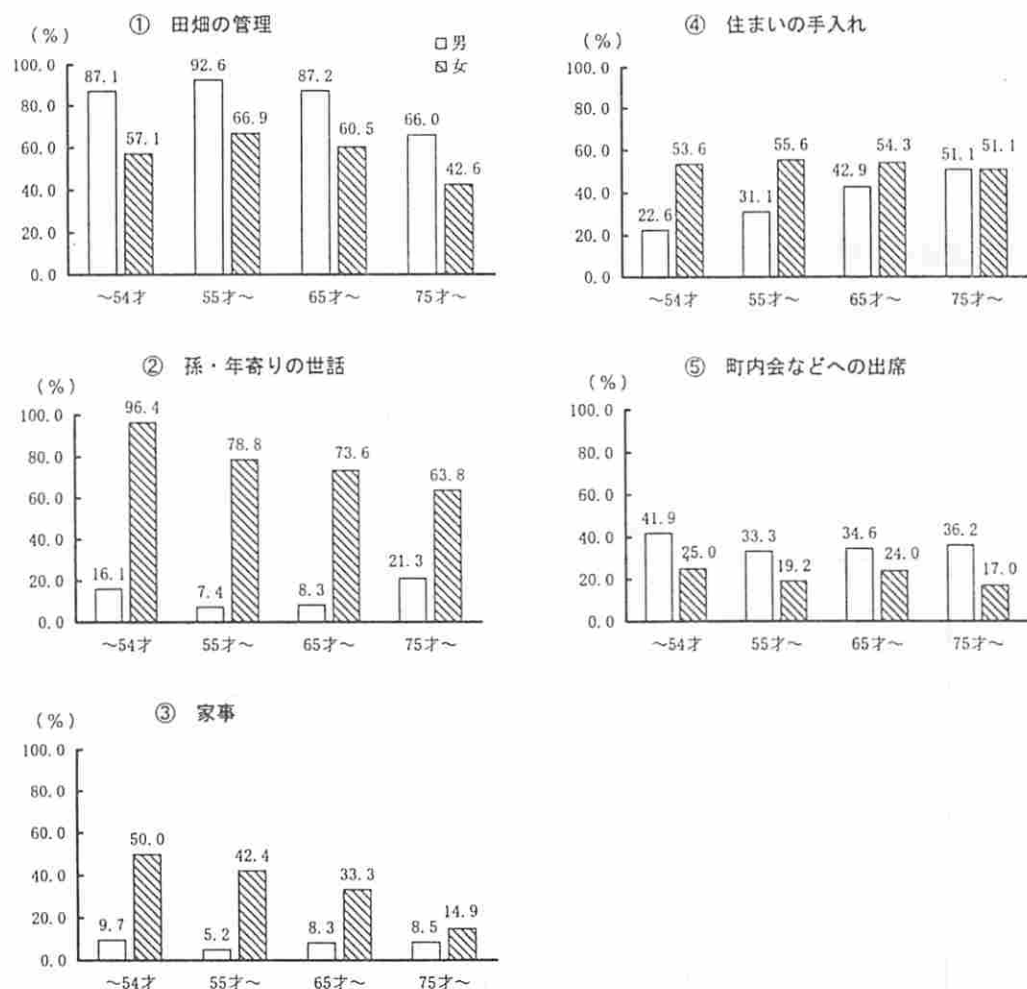 ① 田畑の管理
(%)
□男
▧女
100.0
80.0
60.0
40.0
20.0
0.0
87.1
57.1
92.6
66.9
87.2
60.5
66.0
42.6
~54才
55才~
65才~
75才~
② 孫・年寄りの世話
(%)
100.0
80.0
60.0
40.0
20.0
0.0
16.1
96.4
7.4
78.8
8.3
73.6
21.3
63.8
~54才
55才~
65才~
75才~
③ 家事
(%)
100.0
80.0
60.0
40.0
20.0
0.0
9.7
50.0
5.2
42.4
8.3
33.3
8.5
14.9
~54才
55才~
65才~
75才~
④ 住まいの手入れ
(%)
100.0
80.0
60.0
40.0
20.0
0.0
22.6
53.6
31.1
55.6
42.9
54.3
51.1
51.1
~54才
55才~
65才~
75才~
⑤ 町内会などへの出席
(%)
100.0
80.0
60.0
40.0
20.0
0.0
41.9
25.0
33.3
19.2
34.6
24.0
36.2
17.0
~54才
55才~
65才~
75才~